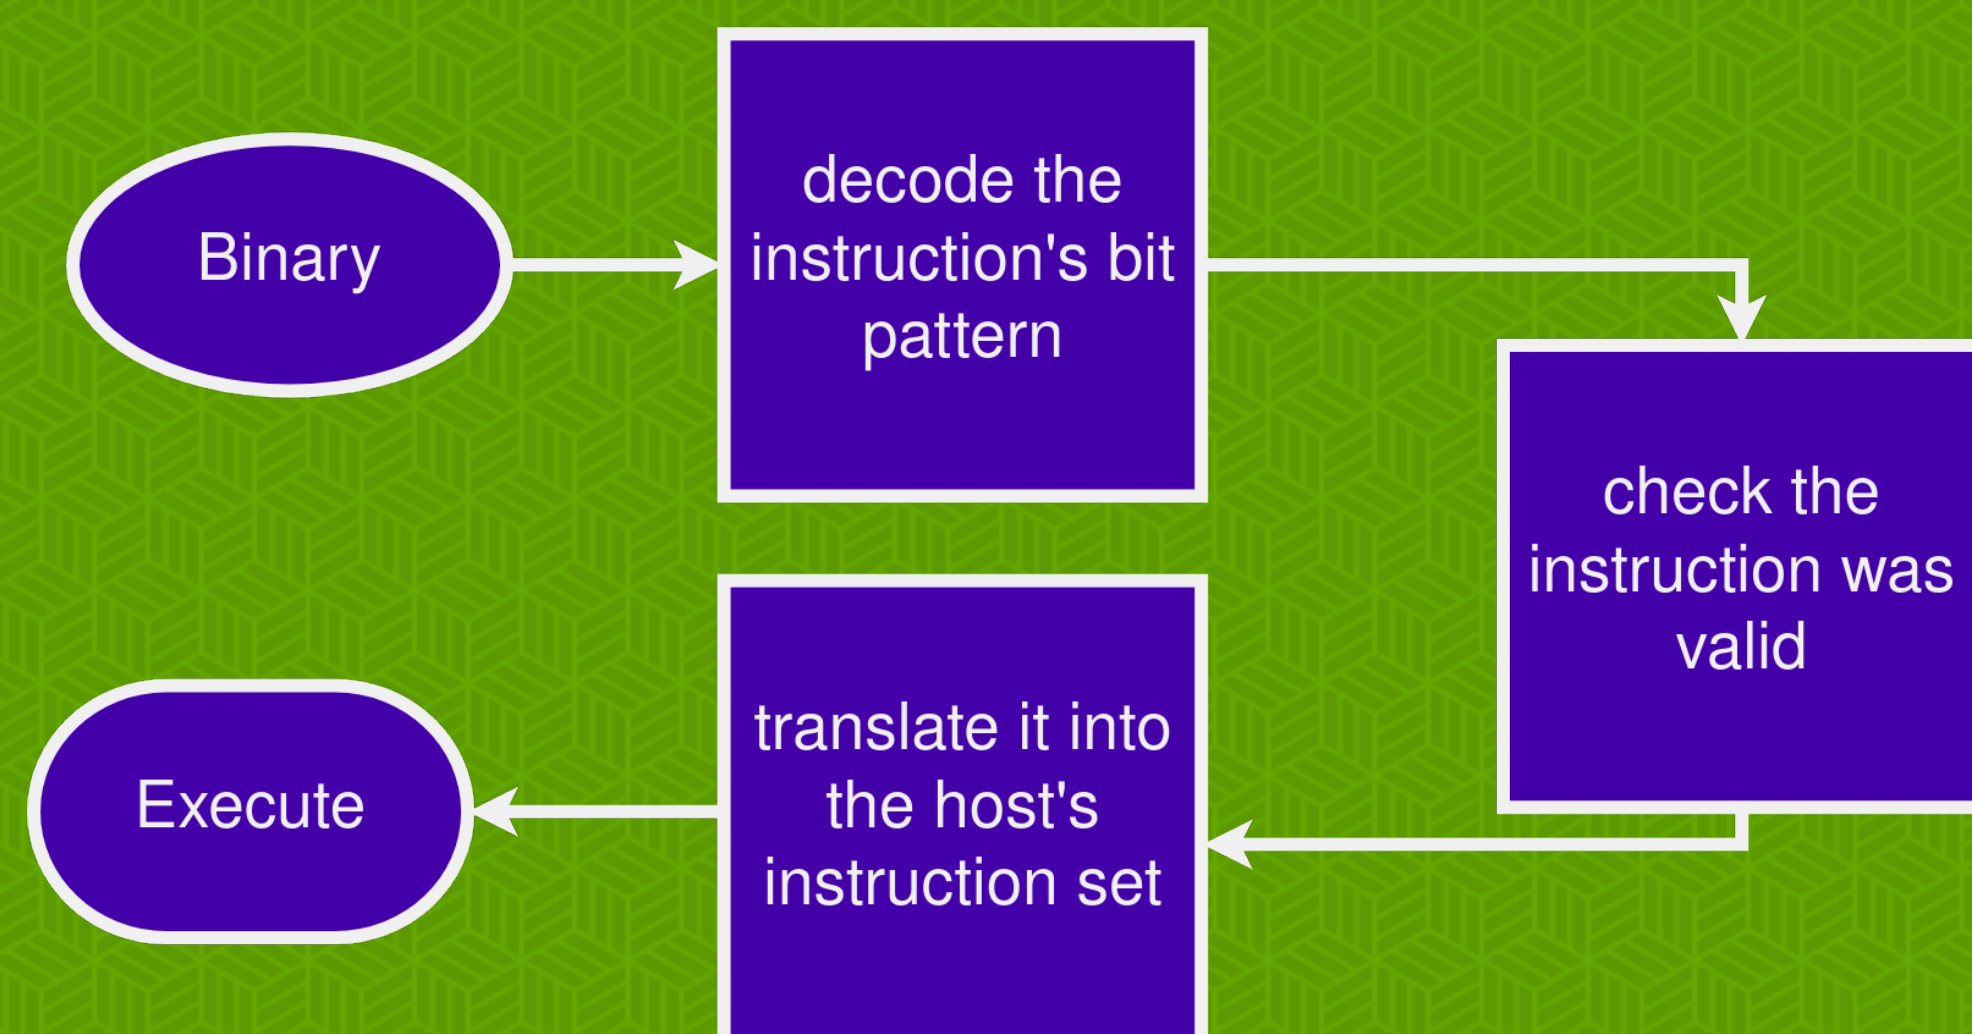 Binary
decode the
instruction's bit
pattern
check the
instruction was
valid
translate it into
the host's
instruction set
Execute